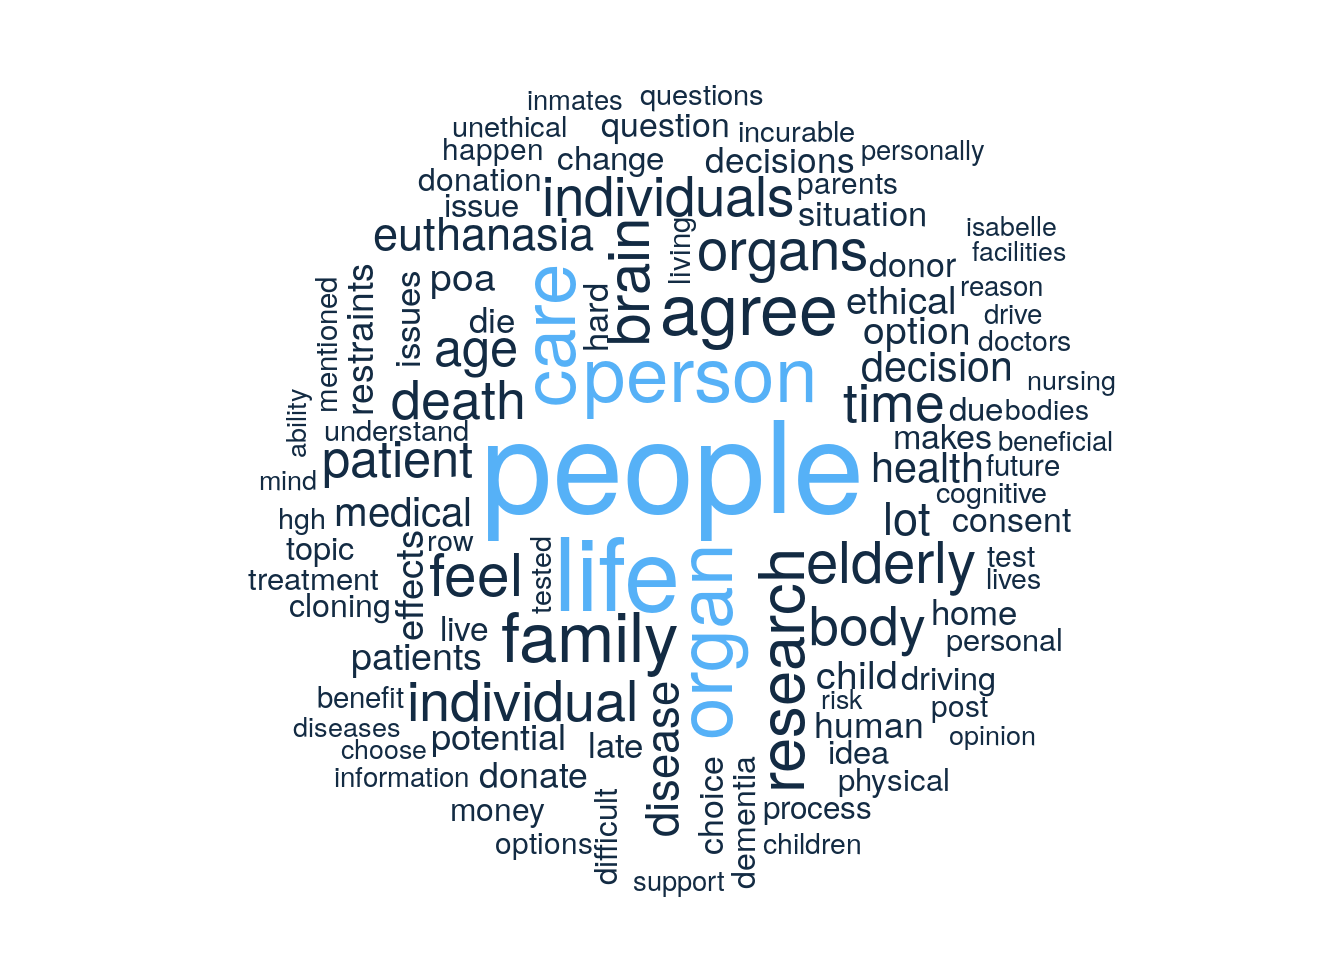 inmates
questions
unethical
question
incurable
happen
change
decisions
personally
donation
individuals
parents
issue
situation
euthanasia
brain
living
organs
isabelle
facilities
poa
care
hard
donor
mentioned
restraints
issues
die
agree
ethical
reason
drive
age
person
option
doctors
decision
nursing
ability
death
time
due
bodies
understand
people
makes
beneficial
patient
health
future
mind
cognitive
hgh
medical
lot
consent
topic
effects
row
tested
life
organ
research
elderly
test
treatment
feel
lives
cloning
live
family
body
home
patients
personal
benefit
individual
disease
child
driving
diseases
risk
post
choose
potential
late
human
opinion
information
donate
choice
dementia
idea
physical
money
difficult
process
options
children
support